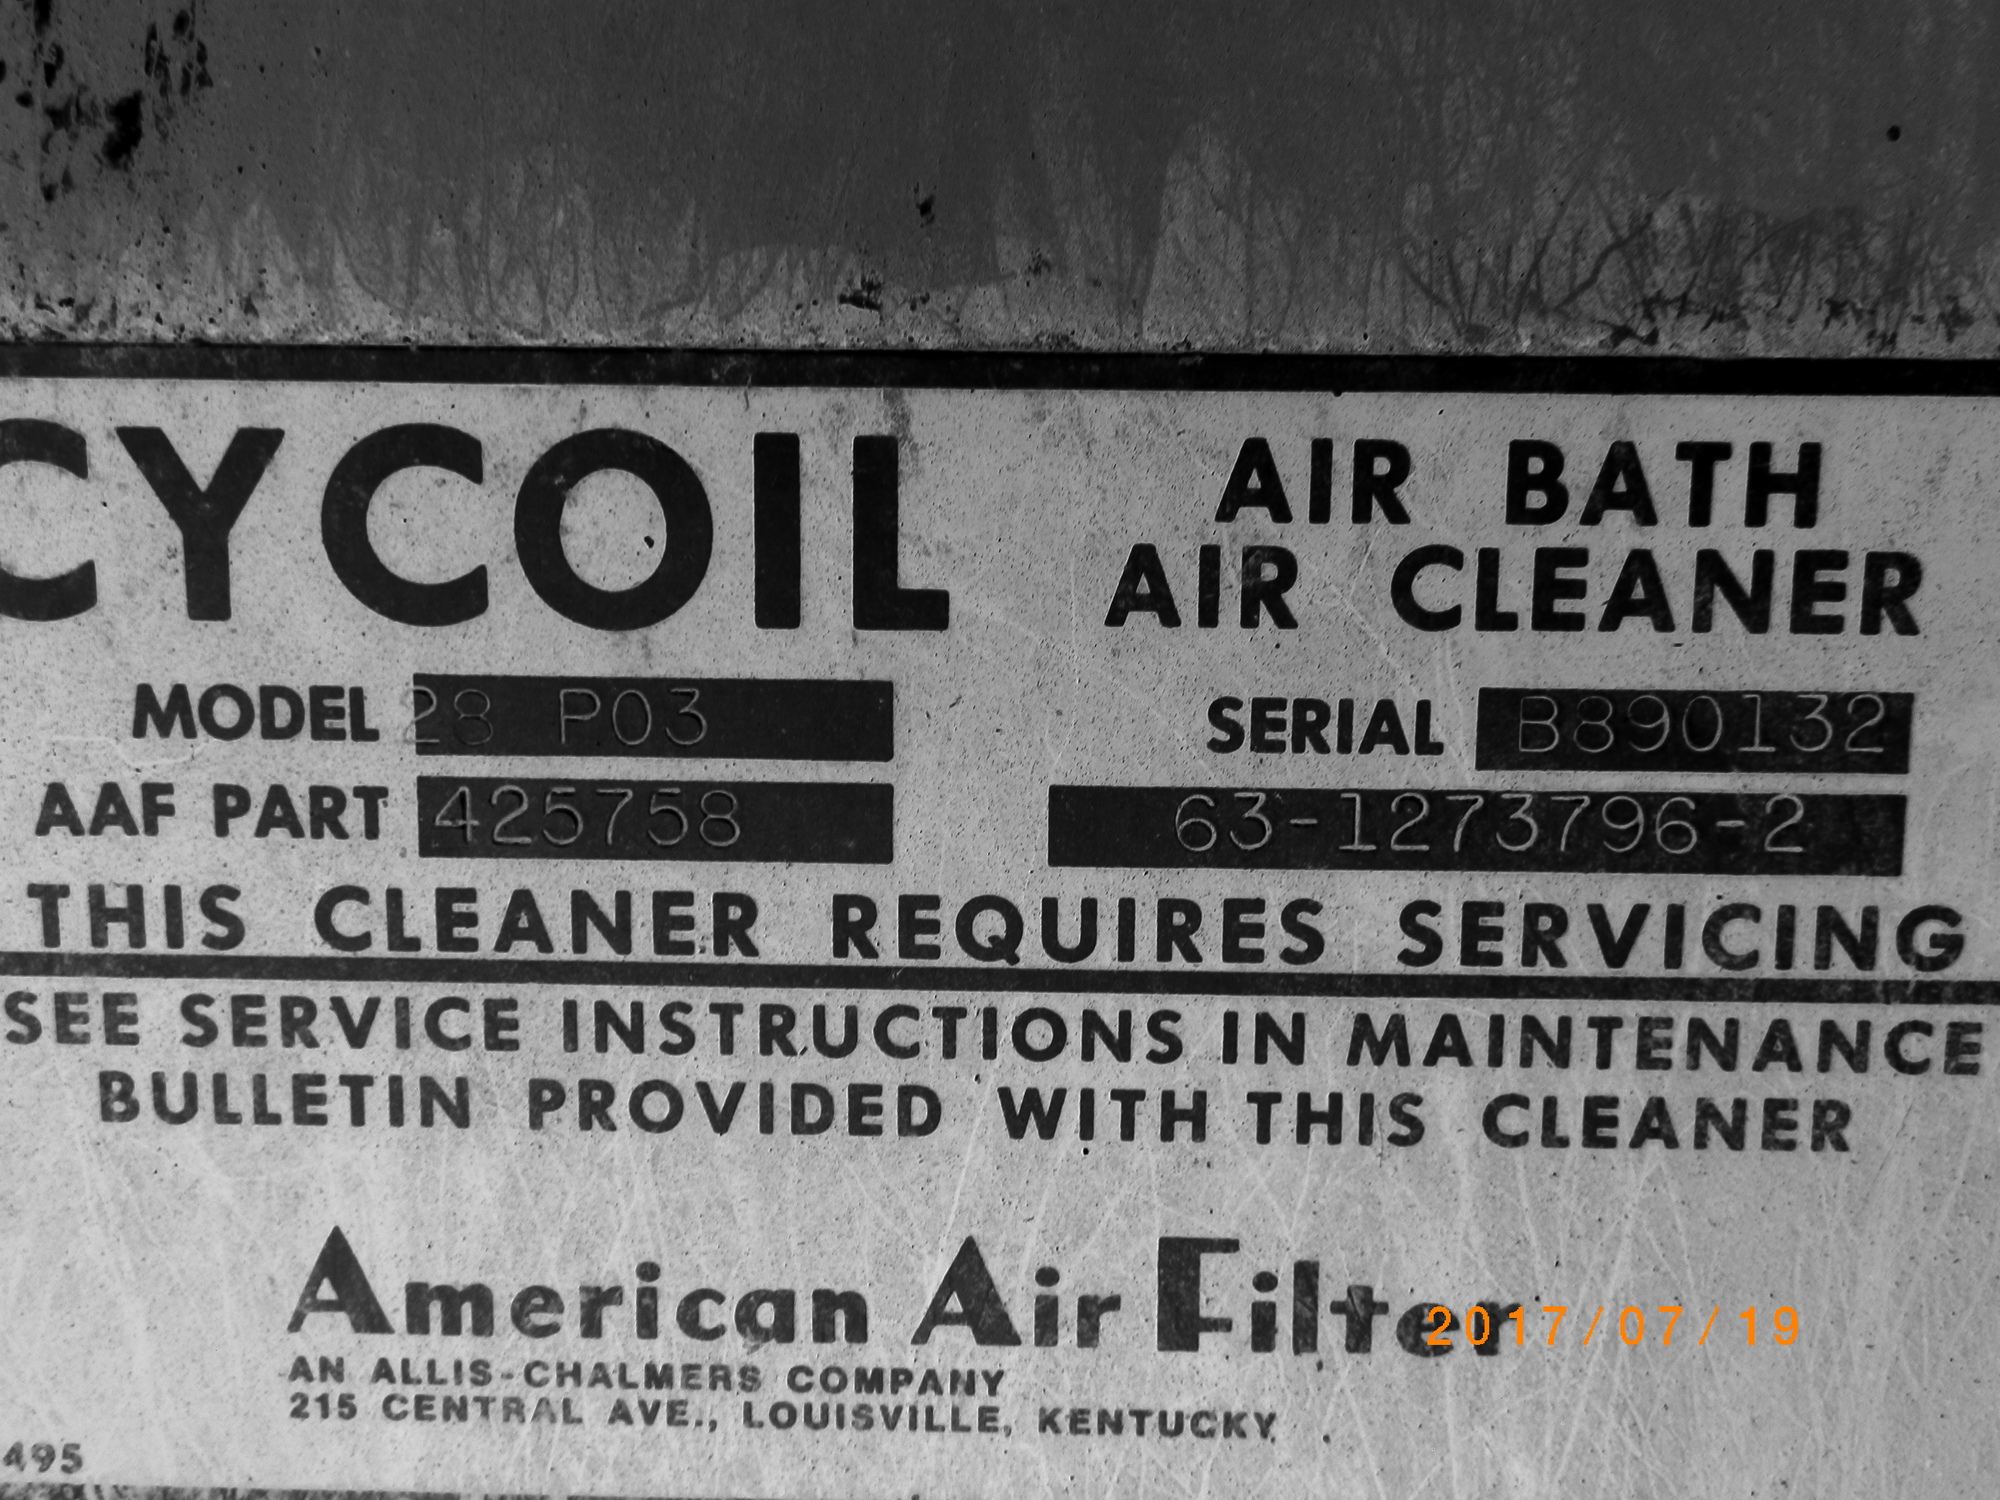 CYCOIL
AIR BATH
AIR CLEANER
MODEL 28 P03
SERIAL B890132
AAF PART 425758
63-1273796-2
THIS CLEANER REQUIRES SERVICING
SEE SERVICE INSTRUCTIONS IN MAINTENANCE
BULLETIN PROVIDED WITH THIS CLEANER
American Air Filter
2017/07/19
AN ALLIS-CHALMERS COMPANY
215 CENTRAL AVE., LOUISVILLE, KENTUCKY
495